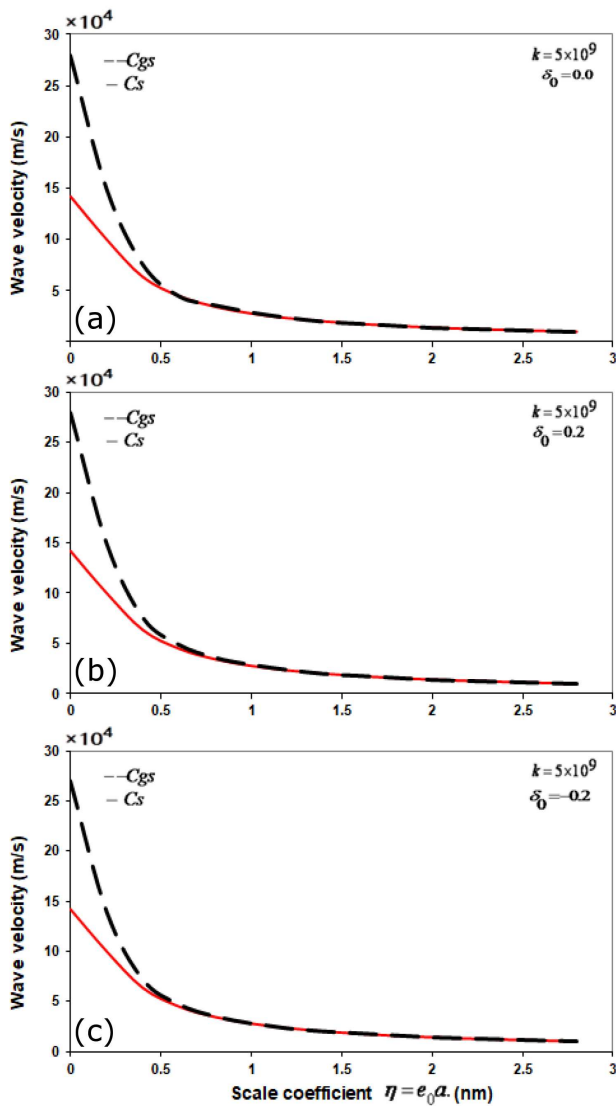 ×10⁴
30
25
20
15
10
5
Wave velocity (m/s)
– –Cgs
– Cs
k = 5×10⁹
δ₀ = 0.0
(a)
0 0.5 1 1.5 2 2.5 3
×10⁴
30
25
20
15
10
5
0
Wave velocity (m/s)
– –Cgs
– Cs
k = 5×10⁹
δ₀ = 0.2
(b)
0 0.5 1 1.5 2 2.5 3
×10⁴
30
25
20
15
10
5
0
Wave velocity (m/s)
– –Cgs
– Cs
k = 5×10⁹
δ₀ = –0.2
(c)
0 0.5 1 1.5 2 2.5 3
Scale coefficient η = e₀a. (nm)